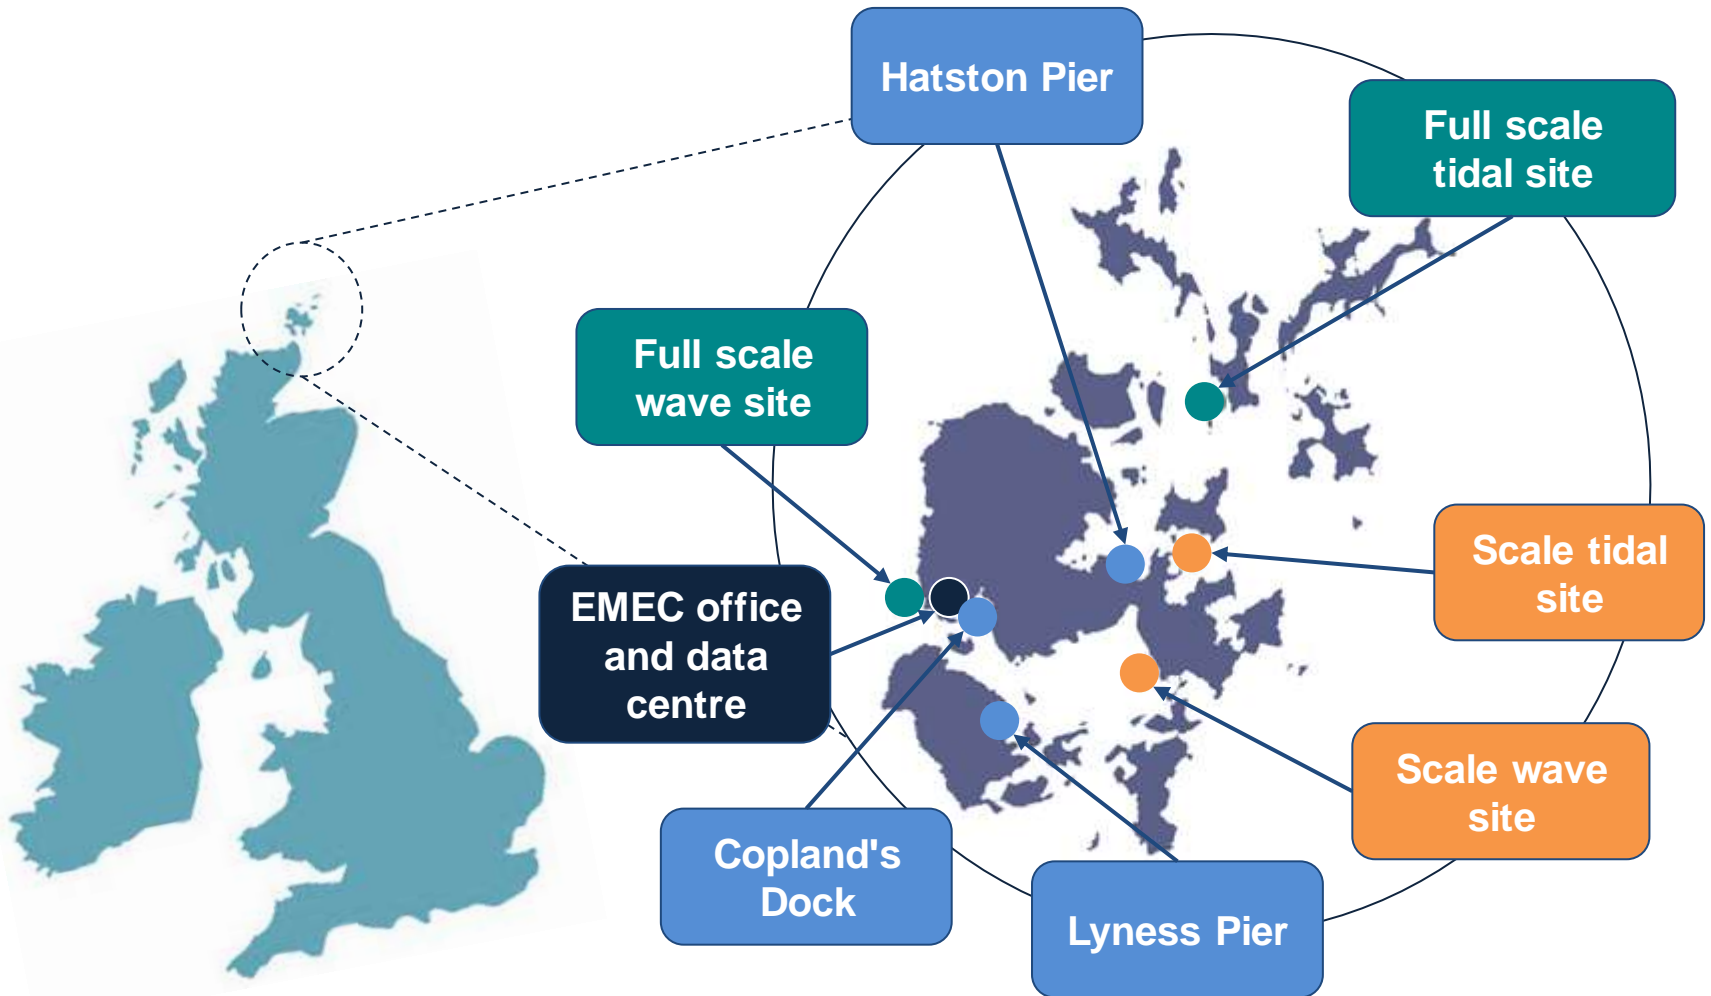 Hatston Pier
Full scale
tidal site
Full scale
wave site
Scale tidal
site
EMEC office
and data
centre
Scale wave
site
Copland's
Dock
Lyness Pier